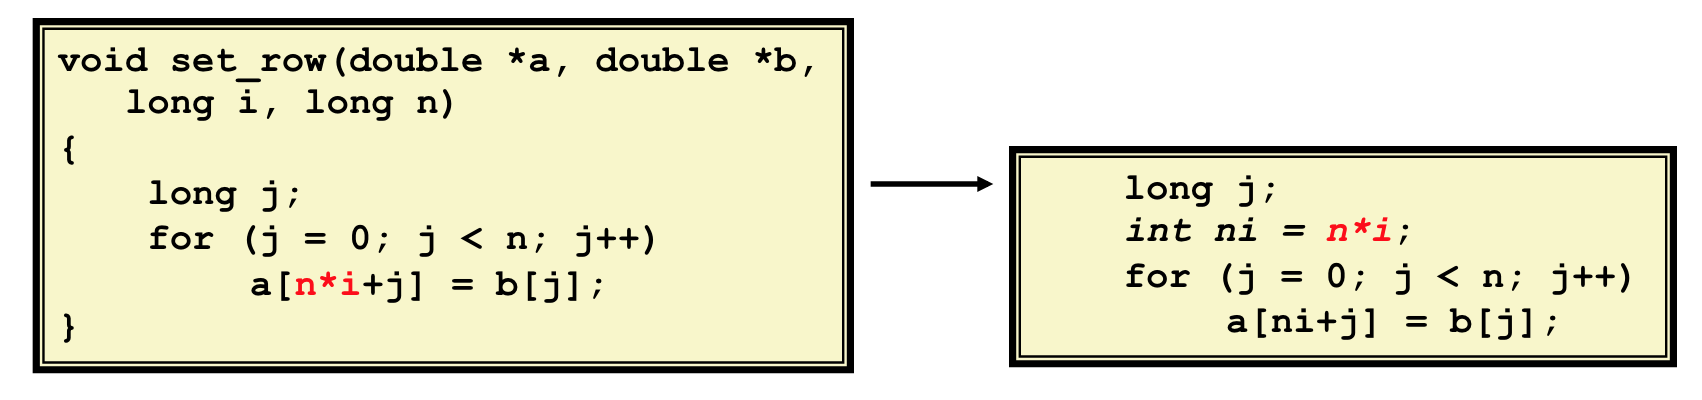 void set_row(double *a, double *b,
   long i, long n)
{
    long j;
    for (j = 0; j < n; j++)
        a[n*i+j] = b[j];
}
    long j;
    int ni = n*i;
    for (j = 0; j < n; j++)
        a[ni+j] = b[j];